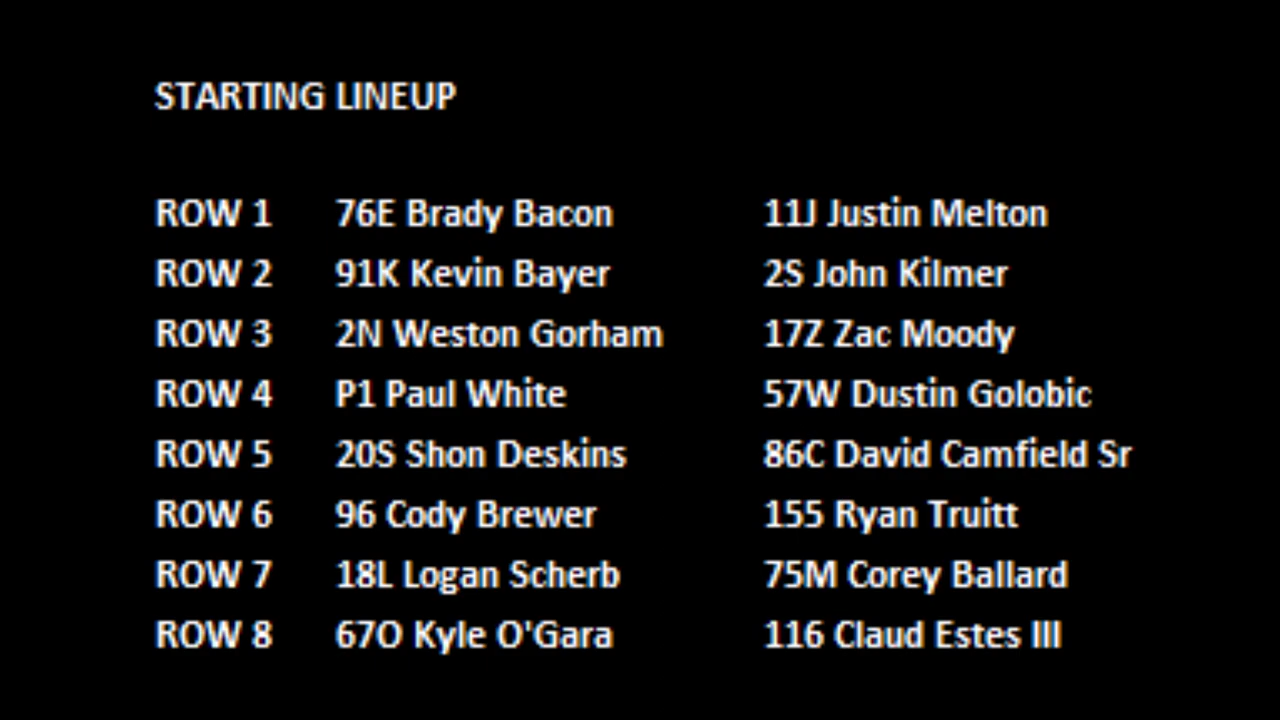 STARTING LINEUP
ROW 1 76E Brady Bacon 11J Justin Melton
ROW 2 91K Kevin Bayer 2S John Kilmer
ROW 3 2N Weston Gorham 17Z Zac Moody
ROW 4 P1 Paul White 57W Dustin Golobic
ROW 5 20S Shon Deskins 86C David Camfield Sr
ROW 6 96 Cody Brewer 155 Ryan Truitt
ROW 7 18L Logan Scherb 75M Corey Ballard
ROW 8 67O Kyle O'Gara 116 Claud Estes III